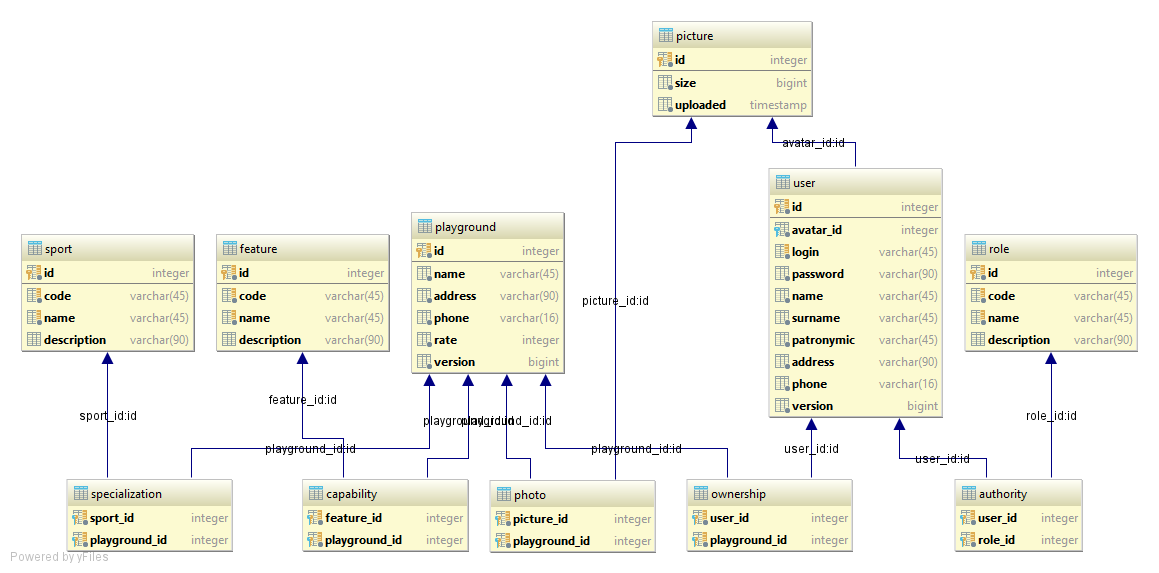 picture
id integer
size bigint
uploaded timestamp
avatar_id:id
user
id integer
avatar_id integer
login varchar(45)
password varchar(90)
name varchar(45)
surname varchar(45)
patronymic varchar(45)
address varchar(90)
phone varchar(16)
version bigint
playground
id integer
name varchar(45)
address varchar(90)
phone varchar(16)
rate integer
version bigint
sport
id integer
code varchar(45)
name varchar(45)
description varchar(90)
feature
id integer
code varchar(45)
name varchar(45)
description varchar(90)
role
id integer
code varchar(45)
name varchar(45)
description varchar(90)
picture_id:id
sport_id:id
feature_id:id
playground_id:id
playground_id:id
playground_id:id
playground_id:id
user_id:id
user_id:id
role_id:id
specialization
sport_id integer
playground_id integer
capability
feature_id integer
playground_id integer
photo
picture_id integer
playground_id integer
ownership
user_id integer
playground_id integer
authority
user_id integer
role_id integer
Powered by yFiles